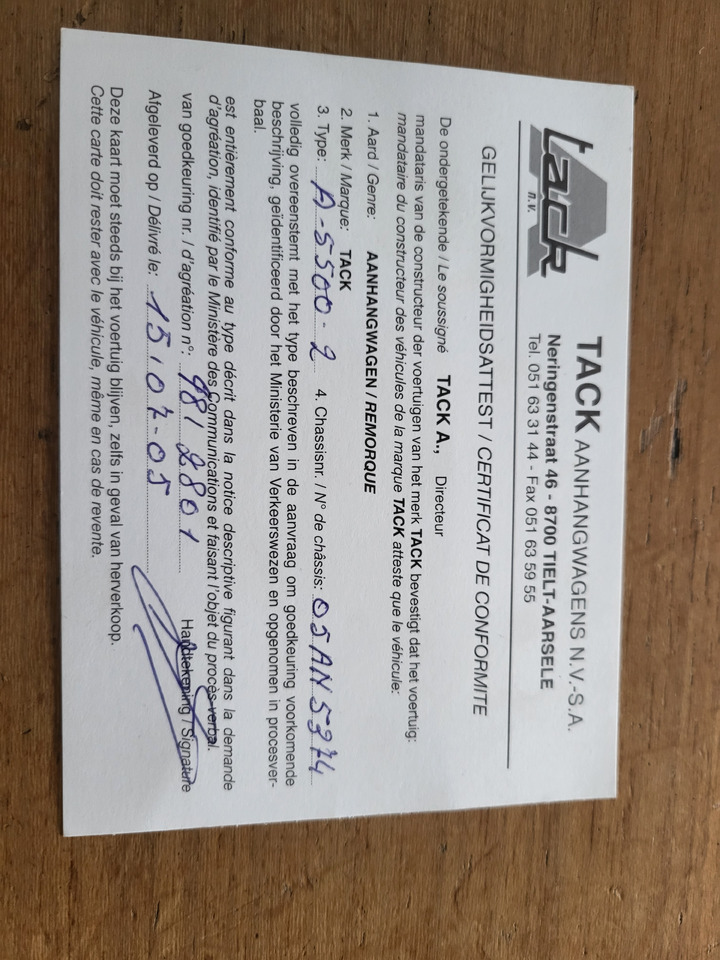 tack
n.v.
TACK AANHANGWAGENS N.V.-S.A.
Neringenstraat 46 - 8700 TIELT-AARSELE
Tel. 051 63 31 44 - Fax 051 63 59 55
GELIJKVORMIGHEIDSATTEST / CERTIFICAT DE CONFORMITE
De ondergetekende / Le soussigné TACK A., Directeur
mandataris van de constructeur der voertuigen van het merk TACK bevestigt dat het voertuig:
mandataire du constructeur des véhicules de la marque TACK atteste que le véhicule:
1. Aard / Genre: AANHANGWAGEN / REMORQUE
2. Merk / Marque: TACK
3. Type: A-5500-2 4. Chassisnr. / N° de châssis: 05AN5974
volledig overeenstemt met het type beschreven in de aanvraag om goedkeuring voorkomende
beschrijving, geïdentificeerd door het Ministerie van Verkeerswezen en opgenomen in procesver-
baal.
est entièrement conforme au type décrit dans la notice descriptive figurant dans la demande
d'agréation, identifié par le Ministère des Communications et faisant l'objet du procès-verbal.
van goedkeuring nr. / d'agréation n°: 98/2801 Handtekening / Signature
Afgeleverd op / Délivré le: 15-07-05
Deze kaart moet steeds bij het voertuig blijven, zelfs in geval van herverkoop.
Cette carte doit rester avec le véhicule, même en cas de revente.